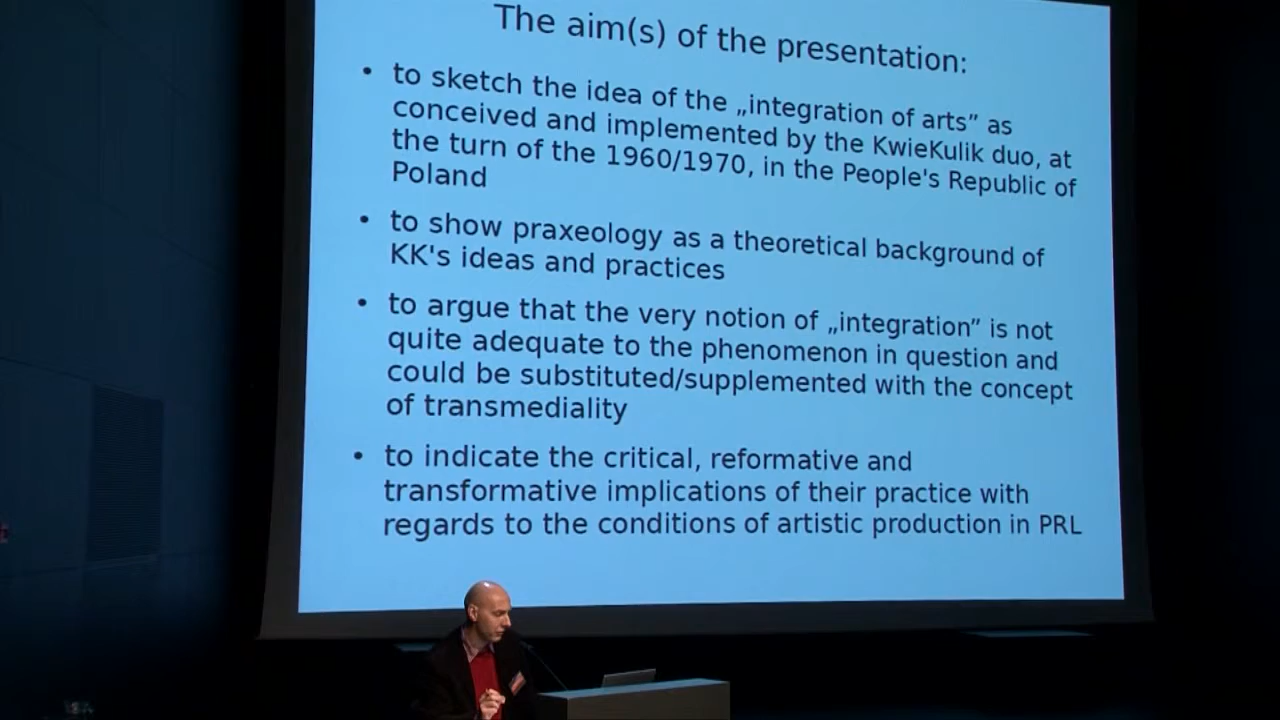 The aim(s) of the presentation:
• to sketch the idea of the „integration of arts” as
conceived and implemented by the KwieKulik duo, at
the turn of the 1960/1970, in the People's Republic of
Poland
• to show praxeology as a theoretical background of
KK's ideas and practices
• to argue that the very notion of „integration” is not
quite adequate to the phenomenon in question and
could be substituted/supplemented with the concept
of transmediality
• to indicate the critical, reformative and
transformative implications of their practice with
regards to the conditions of artistic production in PRL